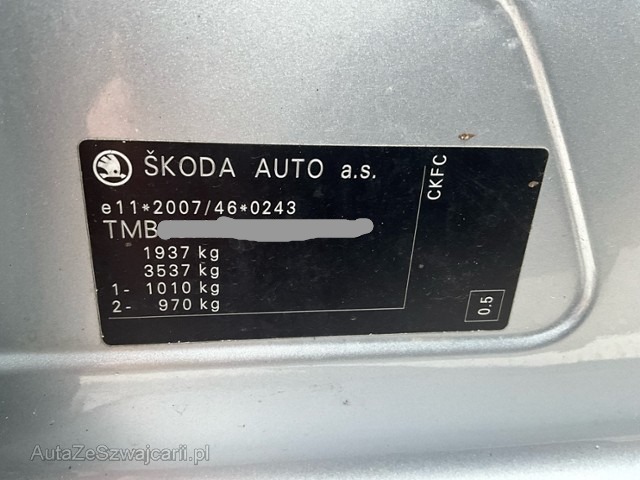 ŠKODA AUTO a.s.
e11*2007/46*0243
TMB
1937 kg
3537 kg
1- 1010 kg
2- 970 kg
CKFC
0.5
AutaZeSzwajcarii.pl